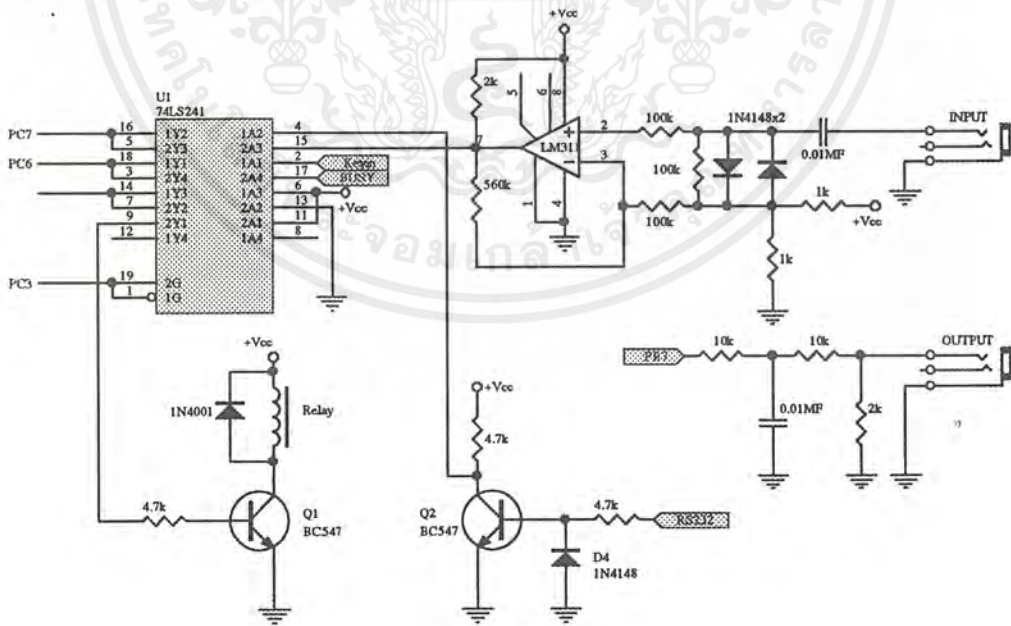 +Vcc
U1
74LS241
PC7
16
1Y2
1A2
4
5
2Y3
2A3
15
PC6
18
1Y1
1A1
2
Keyin
3
2Y4
2A4
17
BUSY
14
1Y3
1A3
6
+Vcc
7
2Y2
2A2
13
9
2Y1
2A1
11
12
1Y4
1A4
8
PC3
19
2G
1
1G
2k
5
6
8
7
LM311
+
−
2
3
1
4
560k
100k
100k
100k
1N4148x2
0.01MF
INPUT
1k
+Vcc
1k
+Vcc
1N4001
Relay
4.7k
Q1
BC547
+Vcc
4.7k
Q2
BC547
4.7k
RS232
D4
1N4148
10k
10k
OUTPUT
0.01MF
2k